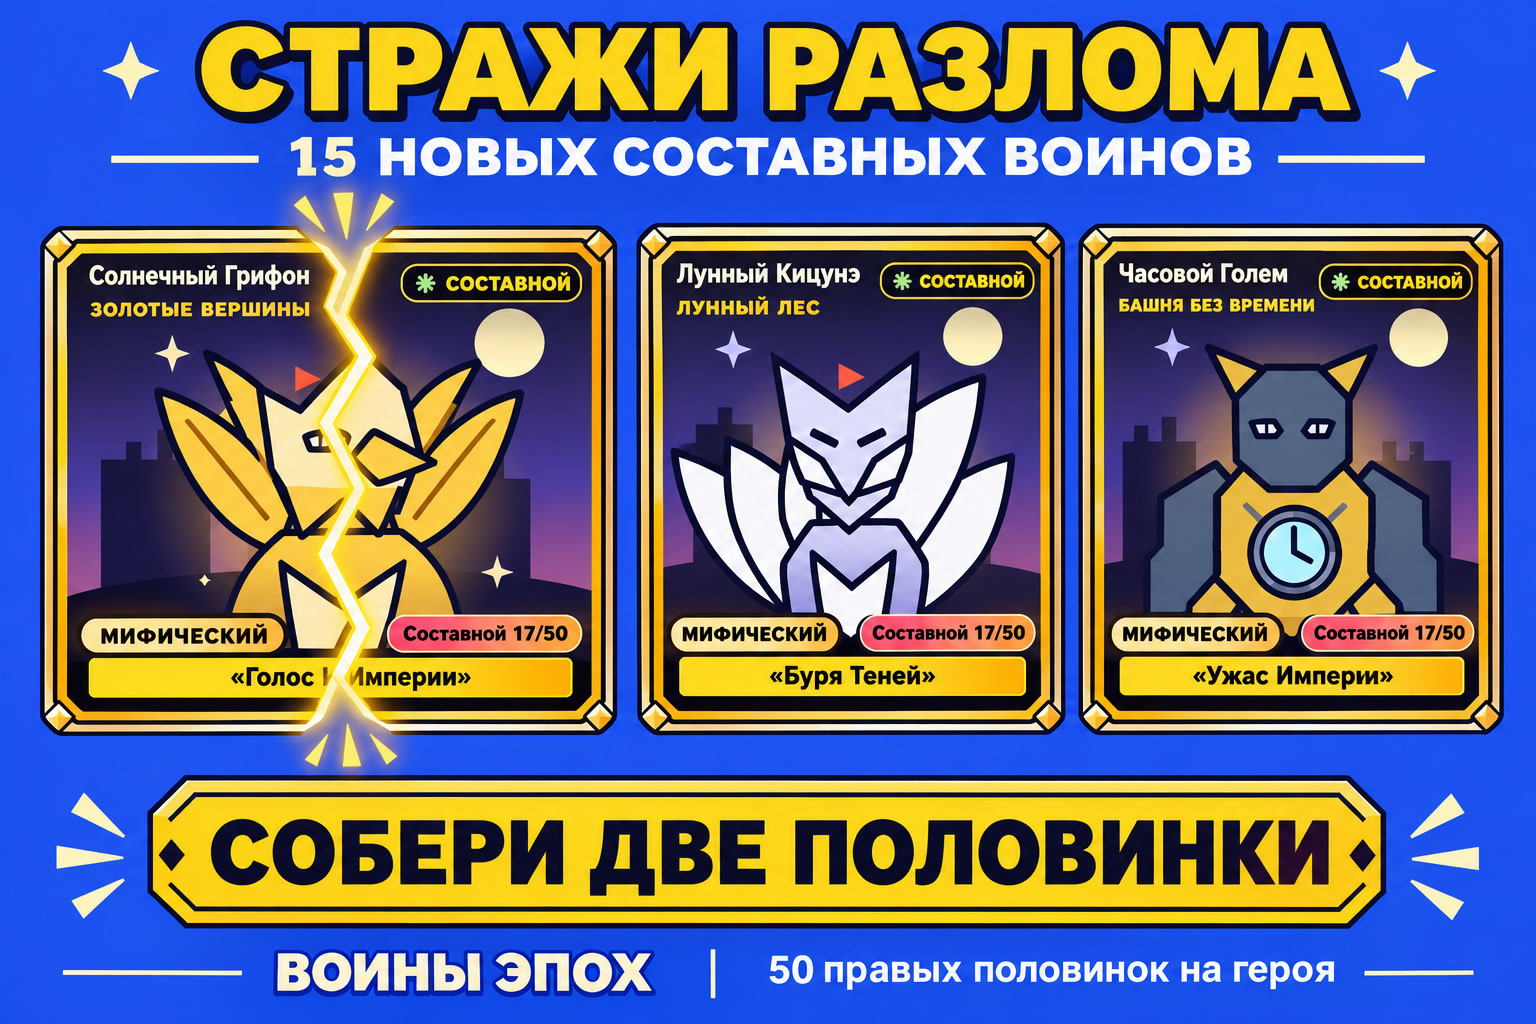 СТРАЖИ РАЗЛОМА
15 НОВЫХ СОСТАВНЫХ ВОИНОВ
Солнечный Грифон
ЗОЛОТЫЕ ВЕРШИНЫ
СОСТАВНОЙ
МИФИЧЕСКИЙ
Составной 17/50
«Голос Империи»
Лунный Кицунэ
ЛУННЫЙ ЛЕС
СОСТАВНОЙ
МИФИЧЕСКИЙ
Составной 17/50
«Буря Теней»
Часовой Голем
БАШНЯ БЕЗ ВРЕМЕНИ
СОСТАВНОЙ
МИФИЧЕСКИЙ
Составной 17/50
«Ужас Империи»
СОБЕРИ ДВЕ ПОЛОВИНКИ
ВОИНЫ ЭПОХ
50 правых половинок на героя